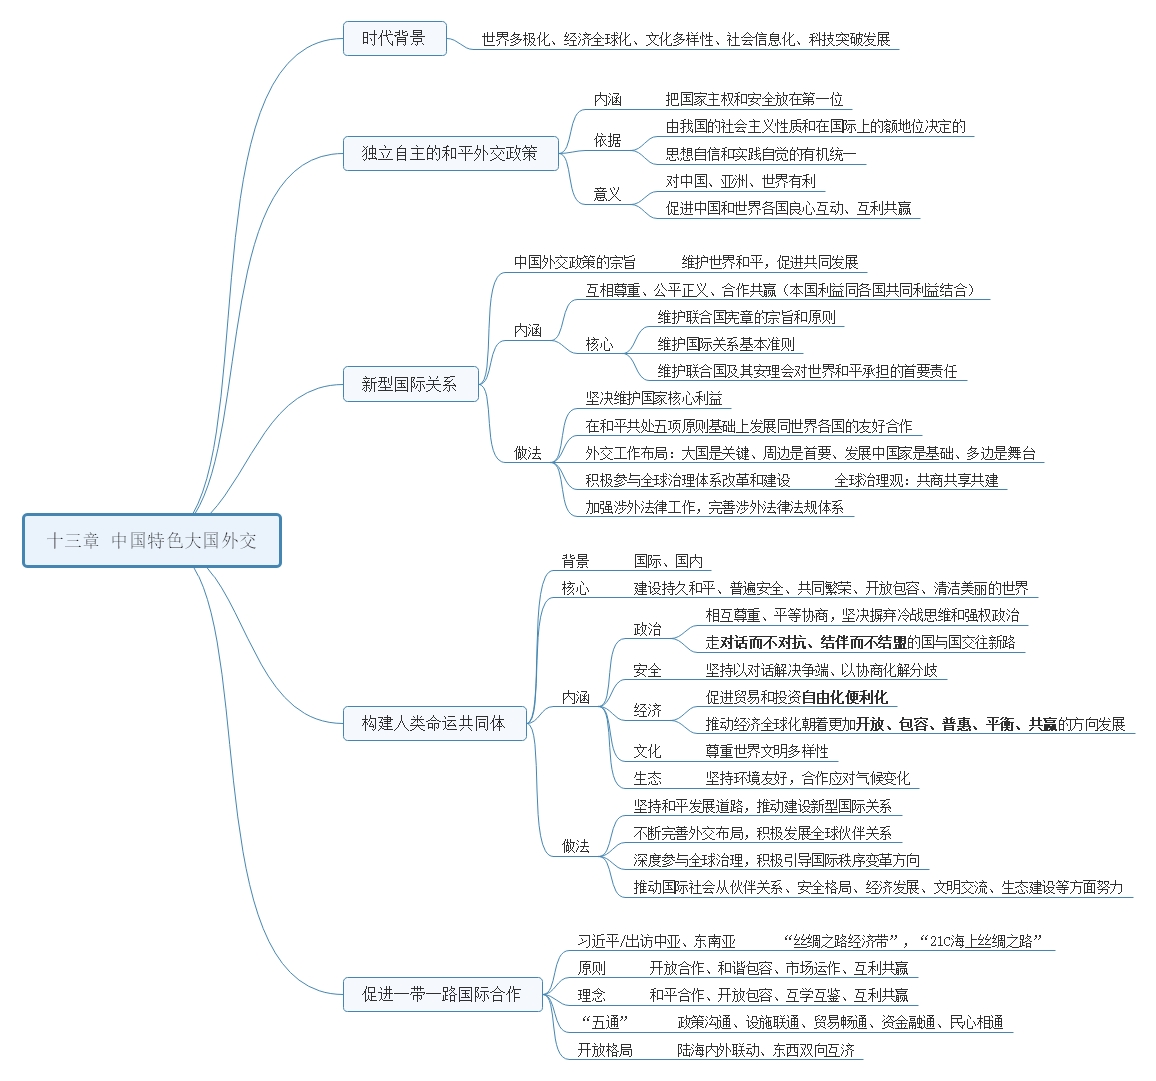 时代背景
世界多极化、经济全球化、文化多样性、社会信息化、科技突破发展
独立自主的和平外交政策
内涵
把国家主权和安全放在第一位
依据
由我国的社会主义性质和在国际上的额地位决定的
思想自信和实践自觉的有机统一
意义
对中国、亚洲、世界有利
促进中国和世界各国良心互动、互利共赢
新型国际关系
中国外交政策的宗旨
维护世界和平，促进共同发展
内涵
互相尊重、公平正义、合作共赢（本国利益同各国共同利益结合）
核心
维护联合国宪章的宗旨和原则
维护国际关系基本准则
维护联合国及其安理会对世界和平承担的首要责任
做法
坚决维护国家核心利益
在和平共处五项原则基础上发展同世界各国的友好合作
外交工作布局：大国是关键、周边是首要、发展中国家是基础、多边是舞台
积极参与全球治理体系改革和建设
全球治理观：共商共享共建
加强涉外法律工作，完善涉外法律法规体系
十三章 中国特色大国外交
构建人类命运共同体
背景
国际、国内
核心
建设持久和平、普遍安全、共同繁荣、开放包容、清洁美丽的世界
内涵
政治
相互尊重、平等协商，坚决摒弃冷战思维和强权政治
走对话而不对抗、结伴而不结盟的国与国交往新路
安全
坚持以对话解决争端、以协商化解分歧
经济
促进贸易和投资自由化便利化
推动经济全球化朝着更加开放、包容、普惠、平衡、共赢的方向发展
文化
尊重世界文明多样性
生态
坚持环境友好，合作应对气候变化
做法
坚持和平发展道路，推动建设新型国际关系
不断完善外交布局，积极发展全球伙伴关系
深度参与全球治理，积极引导国际秩序变革方向
推动国际社会从伙伴关系、安全格局、经济发展、文明交流、生态建设等方面努力
促进一带一路国际合作
习近平/出访中亚、东南亚
“丝绸之路经济带”，“21C海上丝绸之路”
原则
开放合作、和谐包容、市场运作、互利共赢
理念
和平合作、开放包容、互学互鉴、互利共赢
“五通”
政策沟通、设施联通、贸易畅通、资金融通、民心相通
开放格局
陆海内外联动、东西双向互济